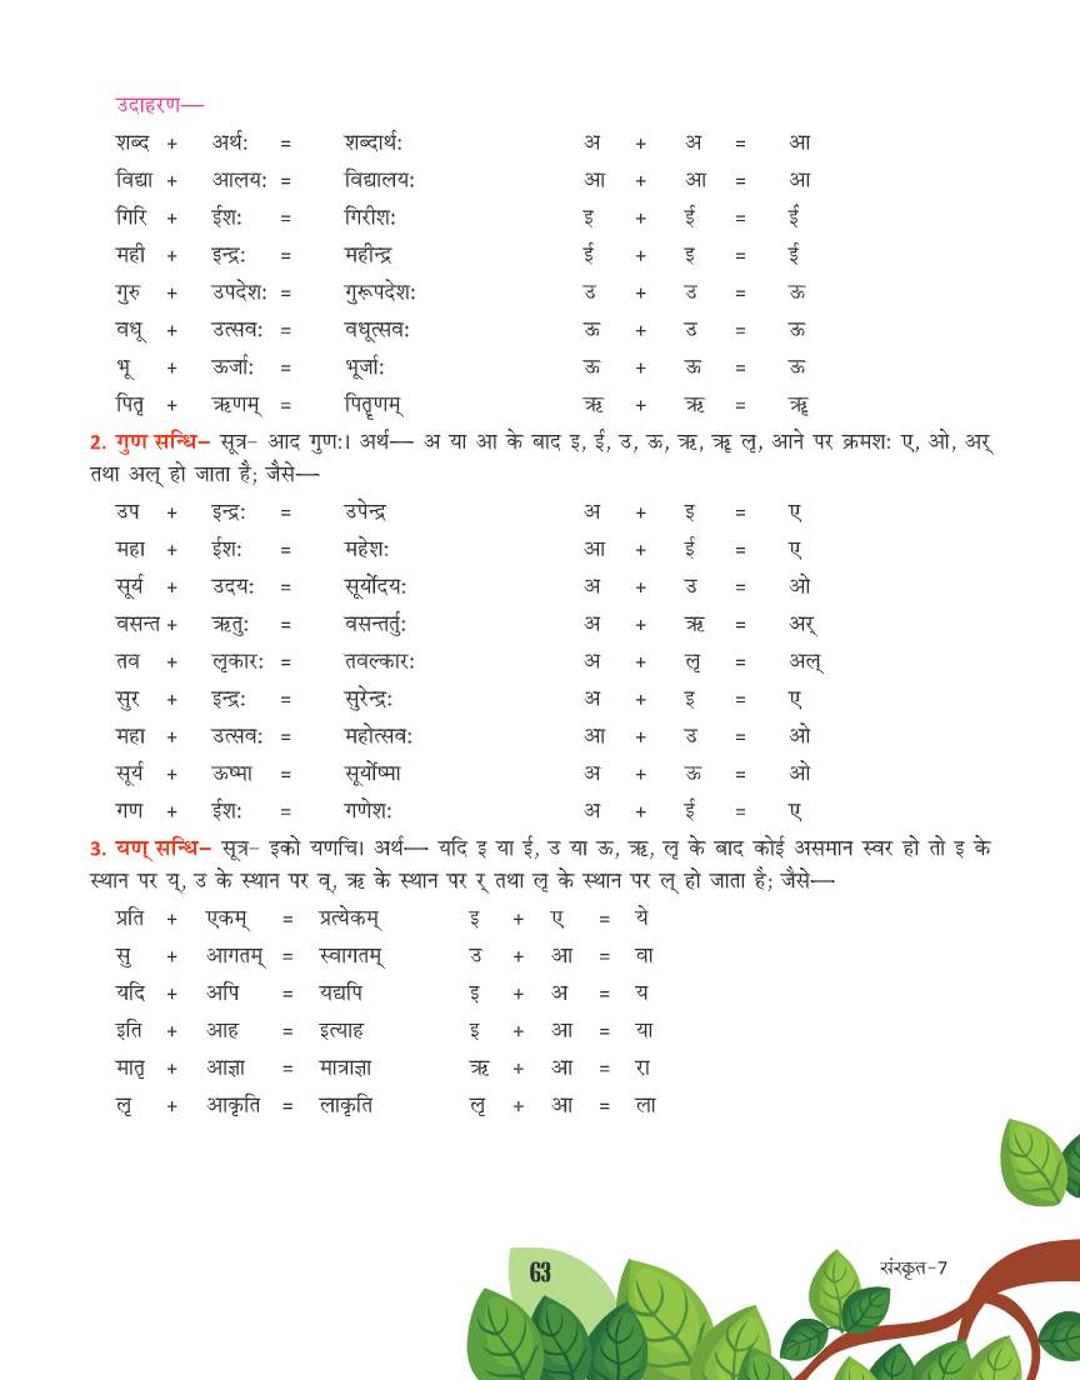 उदाहरण—
शब्द + अर्थ: = शब्दार्थ: अ + अ = आ
विद्या + आलय: = विद्यालय: आ + आ = आ
गिरि + ईश: = गिरीश: इ + ई = ई
मही + इन्द्र: = महीन्द्र ई + इ = ई
गुरु + उपदेश: = गुरूपदेश: उ + उ = ऊ
वधू + उत्सव: = वधूत्सव: ऊ + उ = ऊ
भू + ऊर्जा: = भूर्जा: ऊ + ऊ = ऊ
पितृ + ऋणम् = पितॄणम् ऋ + ऋ = ॠ
2. गुण सन्धि– सूत्र- आद गुण:। अर्थ— अ या आ के बाद इ, ई, उ, ऊ, ऋ, ॠ लृ, आने पर क्रमश: ए, ओ, अर्
तथा अल् हो जाता है; जैसे—
उप + इन्द्र: = उपेन्द्र अ + इ = ए
महा + ईश: = महेश: आ + ई = ए
सूर्य + उदय: = सूर्योदय: अ + उ = ओ
वसन्त + ऋतु: = वसन्तर्तु: अ + ऋ = अर्
तव + लृकार: = तवल्कार: अ + लृ = अल्
सुर + इन्द्र: = सुरेन्द्र: अ + इ = ए
महा + उत्सव: = महोत्सव: आ + उ = ओ
सूर्य + ऊष्मा = सूर्योष्मा अ + ऊ = ओ
गण + ईश: = गणेश: अ + ई = ए
3. यण् सन्धि– सूत्र- इको यणचि। अर्थ— यदि इ या ई, उ या ऊ, ऋ, लृ के बाद कोई असमान स्वर हो तो इ के
स्थान पर य्, उ के स्थान पर व्, ऋ के स्थान पर र् तथा लृ के स्थान पर ल् हो जाता है; जैसे—
प्रति + एकम् = प्रत्येकम् इ + ए = ये
सु + आगतम् = स्वागतम् उ + आ = वा
यदि + अपि = यद्यपि इ + अ = य
इति + आह = इत्याह इ + आ = या
मातृ + आज्ञा = मात्राज्ञा ऋ + आ = रा
लृ + आकृति = लाकृति लृ + आ = ला
63
संस्कृत-7